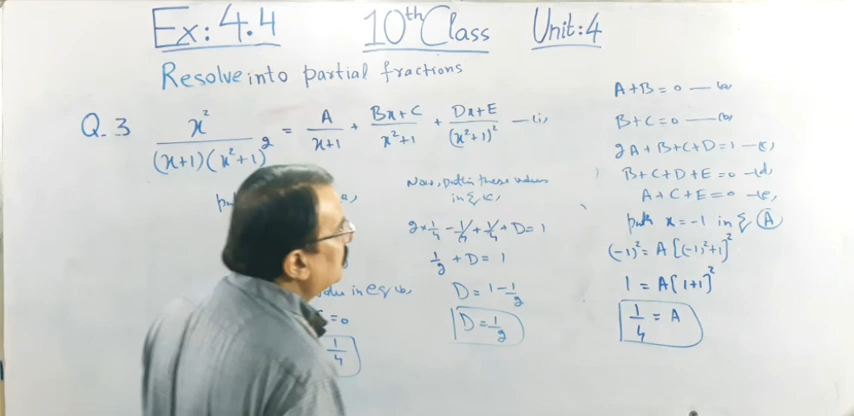 Ex: 4.4 10th Class Unit: 4
Resolve into partial fractions
Q. 3 x² / (x+1)(x²+1)² = A/(x+1) + (Bx+C)/(x²+1) + (Dx+E)/(x²+1)² — (i)
Now, putting these values
in Eq (c)
2×1/4 - 1/4 + 1/4 + D = 1
1/2 + D = 1
D = 1 - 1/2
D = 1/2
in eq (b)
= 0
1/4
A + B = 0 — (a)
B + C = 0 — (b)
2A + B + C + D = 1 — (c)
B + C + D + E = 0 — (d)
A + C + E = 0 — (e)
put x = -1 in Eq (A)
(-1)² = A[(-1)²+1]²
1 = A[1+1]²
1/4 = A